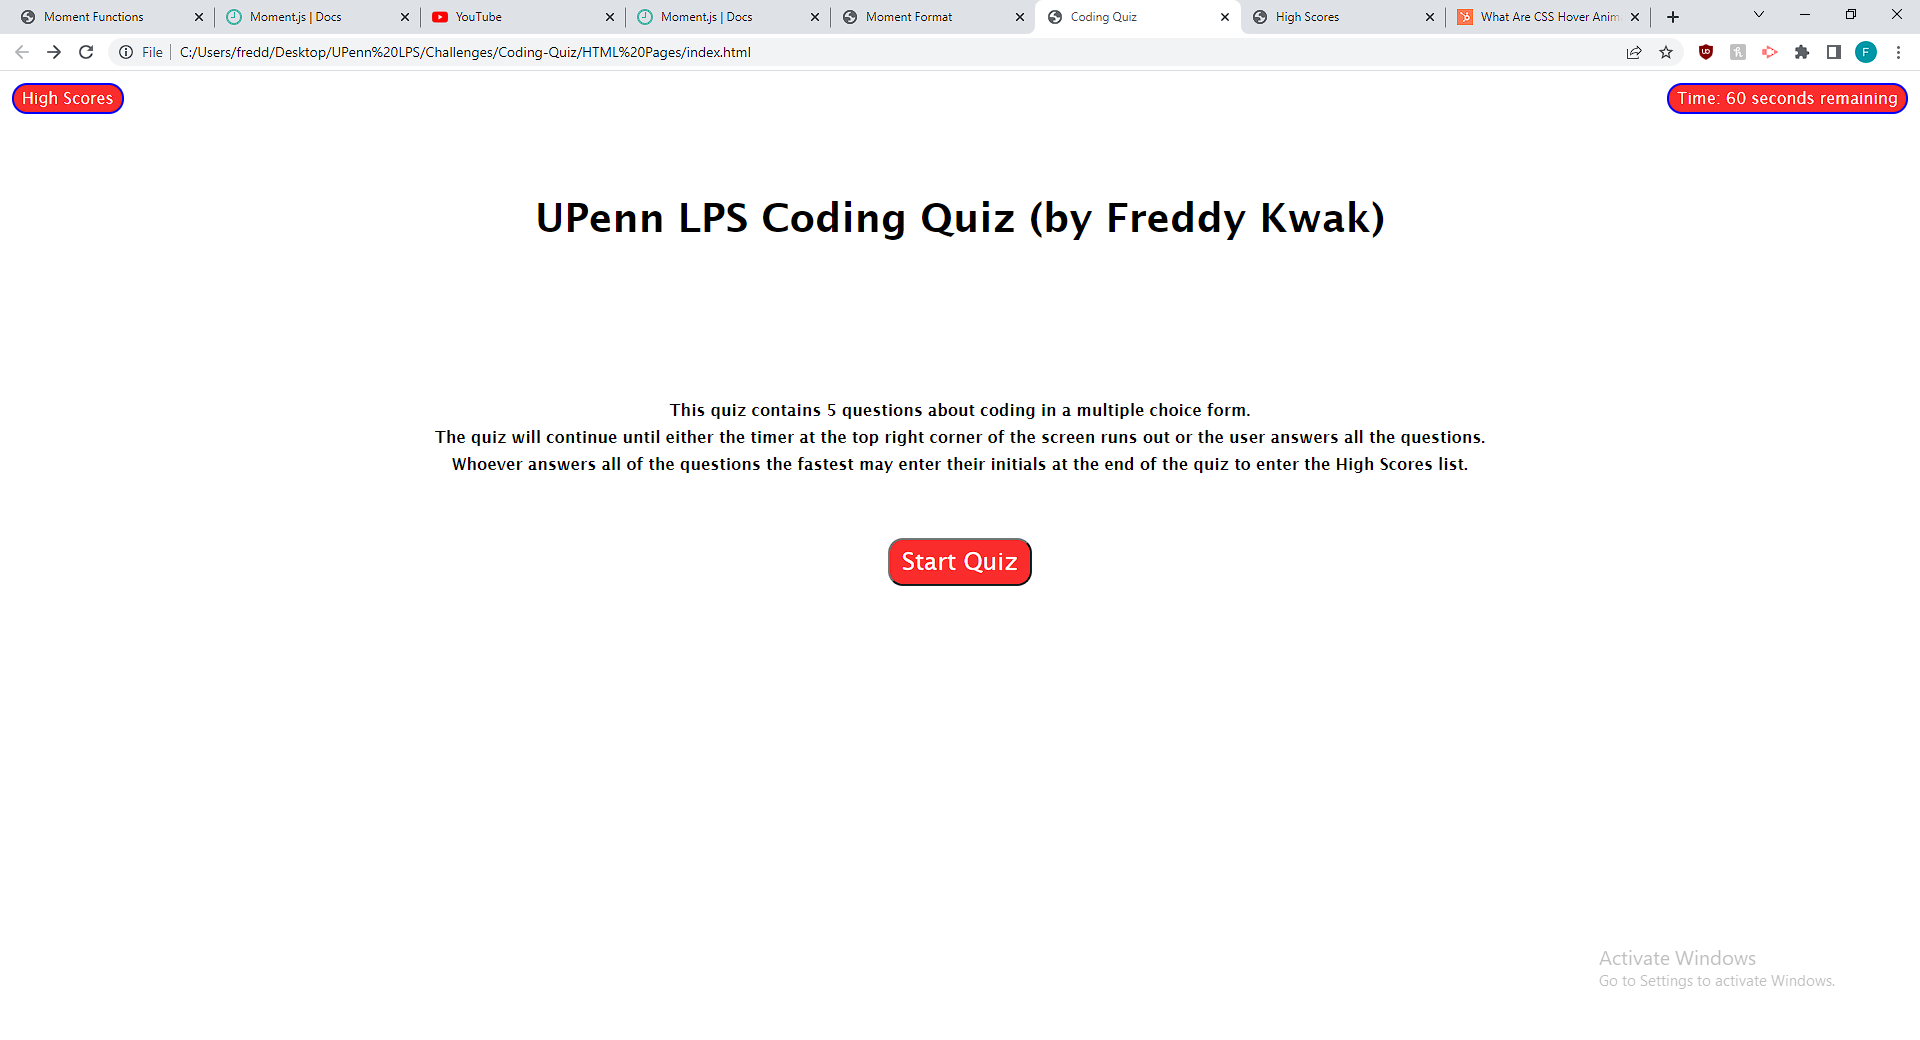 Moment Functions
Moment.js | Docs
YouTube
Moment.js | Docs
Moment Format
Coding Quiz
High Scores
What Are CSS Hover Anim
File
C:/Users/fredd/Desktop/UPenn%20LPS/Challenges/Coding-Quiz/HTML%20Pages/index.html
F
High Scores
Time: 60 seconds remaining
UPenn LPS Coding Quiz (by Freddy Kwak)
This quiz contains 5 questions about coding in a multiple choice form.
The quiz will continue until either the timer at the top right corner of the screen runs out or the user answers all the questions.
Whoever answers all of the questions the fastest may enter their initials at the end of the quiz to enter the High Scores list.
Start Quiz
Activate Windows
Go to Settings to activate Windows.